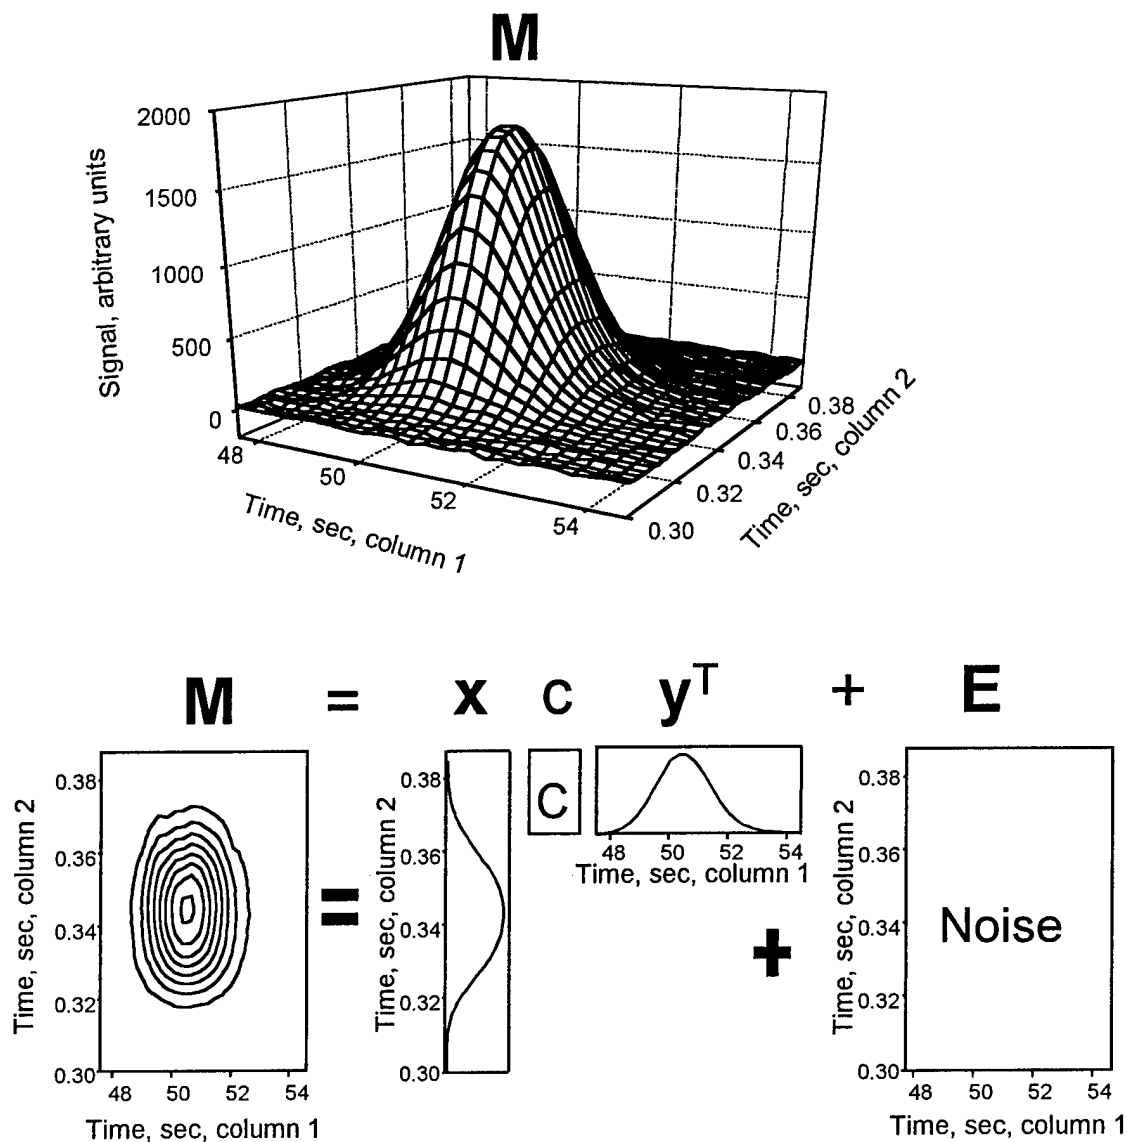 M
2000
1500
1000
500
0
Signal, arbitrary units
48
50
52
54
Time, sec, column 1
0.30
0.32
0.34
0.36
0.38
Time, sec, column 2
M = x c y^T + E
0.38
0.36
0.34
0.32
0.30
Time, sec, column 2
48 50 52 54
Time, sec, column 1
=
0.38
0.36
0.34
0.32
0.30
Time, sec, column 2
C
48 50 52 54
Time, sec, column 1
+
0.38
0.36
0.34
0.32
0.30
Time, sec, column 2
Noise
48 50 52 54
Time, sec, column 1